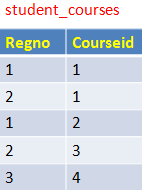 student_courses
Regno Courseid
1 1
2 1
1 2
2 3
3 4